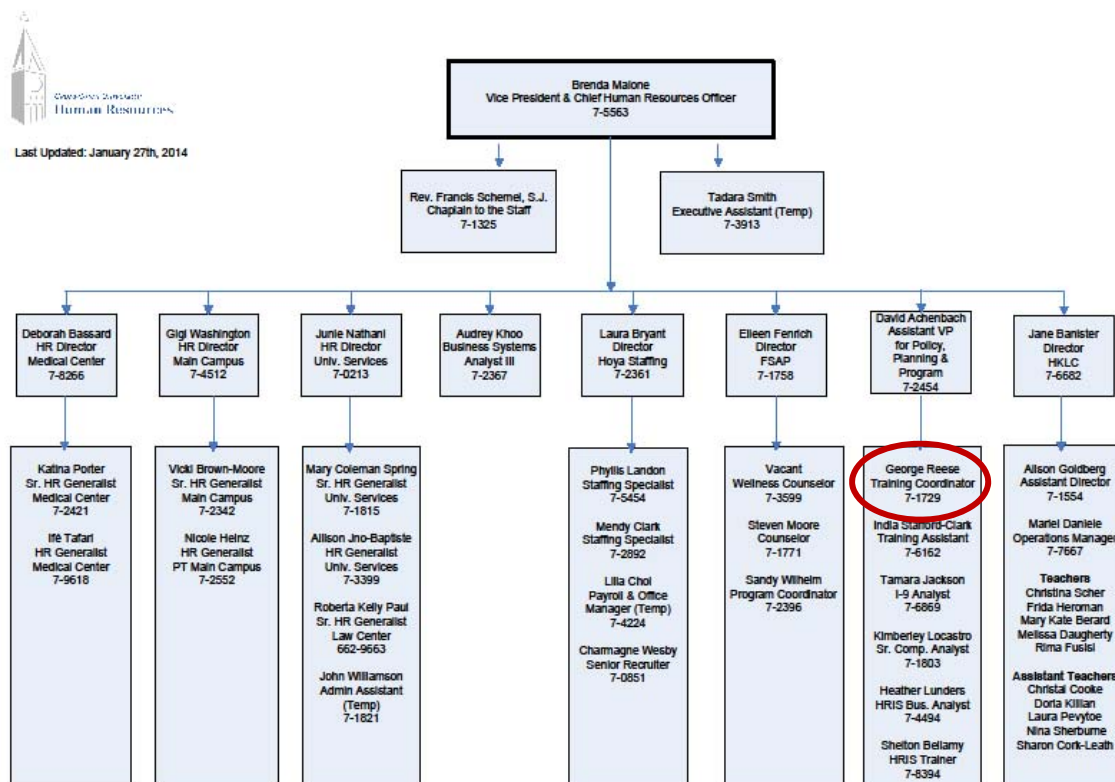 Human Resources
Last Updated: January 27th, 2014
Brenda Malone
Vice President & Chief Human Resources Officer
7-5563
Rev. Francis Schemel, S.J.
Chaplain to the Staff
7-1325
Tadara Smith
Executive Assistant (Temp)
7-3913
Deborah Bassard
HR Director
Medical Center
7-8266
Gigi Washington
HR Director
Main Campus
7-4512
Junie Nathani
HR Director
Univ. Services
7-0213
Audrey Khoo
Business Systems
Analyst III
7-2367
Laura Bryant
Director
Hoya Staffing
7-2361
Eileen Fenrich
Director
FSAP
7-1758
David Achenbach
Assistant VP
for Policy,
Planning &
Program
7-2454
Jane Banister
Director
HKLC
7-6682
Katina Porter
Sr. HR Generalist
Medical Center
7-2421
Ifé Tafari
HR Generalist
Medical Center
7-9618
Vicki Brown-Moore
Sr. HR Generalist
Main Campus
7-2342
Nicole Heinz
HR Generalist
PT Main Campus
7-2552
Mary Coleman Spring
Sr. HR Generalist
Univ. Services
7-1815
Allison Jno-Baptiste
HR Generalist
Univ. Services
7-3399
Roberta Kelly Paul
Sr. HR Generalist
Law Center
662-9663
John Williamson
Admin Assistant
(Temp)
7-1821
Phyllis Landon
Staffing Specialist
7-5454
Mendy Clark
Staffing Specialist
7-2892
Lilia Choi
Payroll & Office
Manager (Temp)
7-4224
Charmagne Wesby
Senior Recruiter
7-0851
Vacant
Wellness Counselor
7-3599
Steven Moore
Counselor
7-1771
Sandy Wilhelm
Program Coordinator
7-2396
George Reese
Training Coordinator
7-1729
India Stanford-Clark
Training Assistant
7-6162
Tamara Jackson
I-9 Analyst
7-6869
Kimberley Locastro
Sr. Comp. Analyst
7-1803
Heather Lunders
HRIS Bus. Analyst
7-4494
Shelton Bellamy
HRIS Trainer
7-8394
Alison Goldberg
Assistant Director
7-1554
Mariel Daniele
Operations Manager
7-7667
Teachers
Christina Scher
Frida Heroman
Mary Kate Berard
Melissa Daugherty
Rima Fusisi
Assistant Teachers
Christal Cooke
Doria Killian
Laura Pevytoe
Nina Sherburne
Sharon Cork-Leath